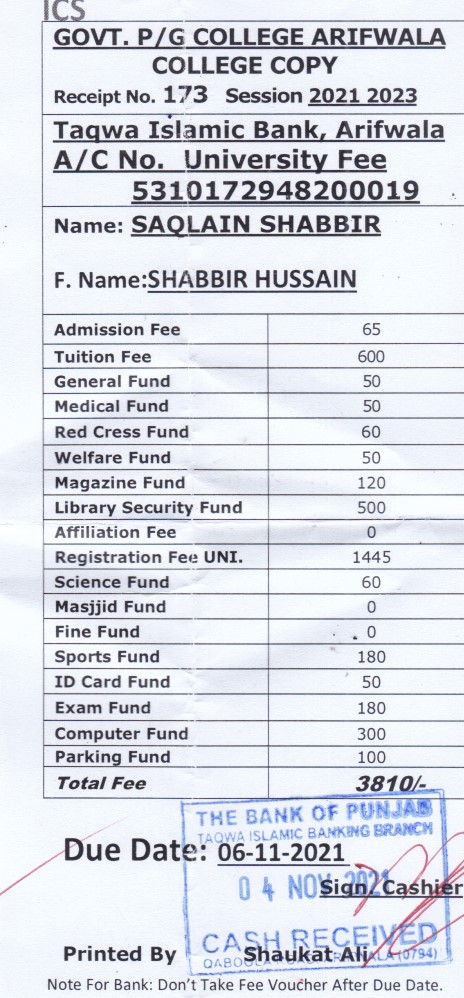 ICS
GOVT. P/G COLLEGE ARIFWALA
COLLEGE COPY
Receipt No. 173 Session 2021 2023
Taqwa Islamic Bank, Arifwala
A/C No. University Fee
5310172948200019
Name: SAQLAIN SHABBIR
F. Name:SHABBIR HUSSAIN
Admission Fee 65
Tuition Fee 600
General Fund 50
Medical Fund 50
Red Cress Fund 60
Welfare Fund 50
Magazine Fund 120
Library Security Fund 500
Affiliation Fee 0
Registration Fee UNI. 1445
Science Fund 60
Masjjid Fund 0
Fine Fund 0
Sports Fund 180
ID Card Fund 50
Exam Fund 180
Computer Fund 300
Parking Fund 100
Total Fee 3810/-
THE BANK OF PUNJAB
TAQWA ISLAMIC BANKING BRANCH
Due Date: 06-11-2021
04 NOV 2021
Sign. Cashier
CASH RECEIVED
Printed By Shaukat Ali
QABOOLA (0794)
Note For Bank: Don't Take Fee Voucher After Due Date.